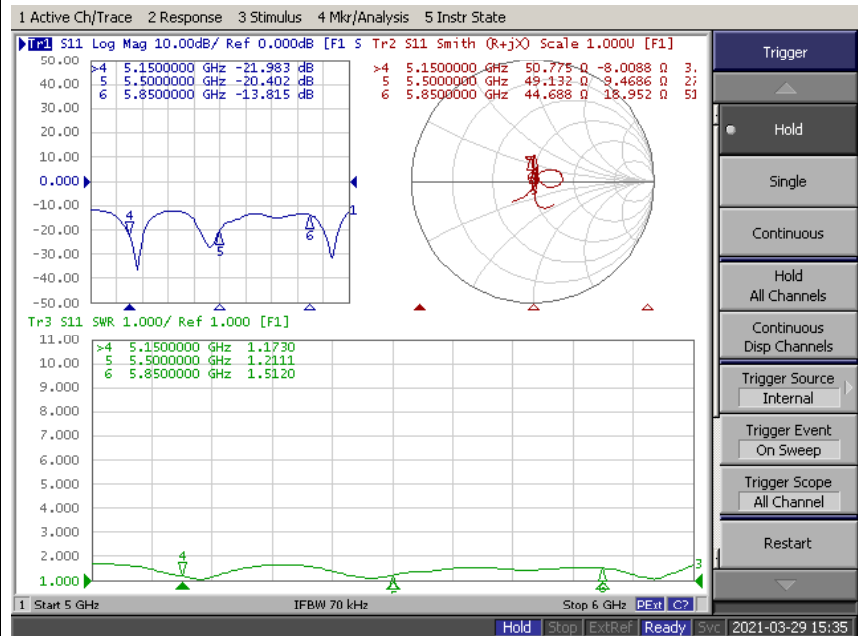 1 Active Ch/Trace 2 Response 3 Stimulus 4 Mkr/Analysis 5 Instr State
Tr1 S11 Log Mag 10.00dB/ Ref 0.000dB [F1 S
50.00
40.00
30.00
20.00
10.00
0.000
-10.00
-20.00
-30.00
-40.00
-50.00
>4 5.1500000 GHz -21.983 dB
5 5.5000000 GHz -20.402 dB
6 5.8500000 GHz -13.815 dB
4
5
6
1
Tr2 S11 Smith (R+jX) Scale 1.000U [F1]
>4 5.1500000 GHz 50.775 Ω -8.0088 Ω 3.
5 5.5000000 GHz 49.132 Ω 9.4686 Ω 27
6 5.8500000 GHz 44.688 Ω 18.952 Ω 51
Tr3 S11 SWR 1.000/ Ref 1.000 [F1]
11.00
10.00
9.000
8.000
7.000
6.000
5.000
4.000
3.000
2.000
1.000
>4 5.1500000 GHz 1.1730
5 5.5000000 GHz 1.2111
6 5.8500000 GHz 1.5120
4
3
1 Start 5 GHz IFBW 70 kHz Stop 6 GHz PExt C?
Trigger
Hold
Single
Continuous
Hold
All Channels
Continuous
Disp Channels
Trigger Source
Internal
Trigger Event
On Sweep
Trigger Scope
All Channel
Restart
Hold Stop ExtRef Ready Svc 2021-03-29 15:35